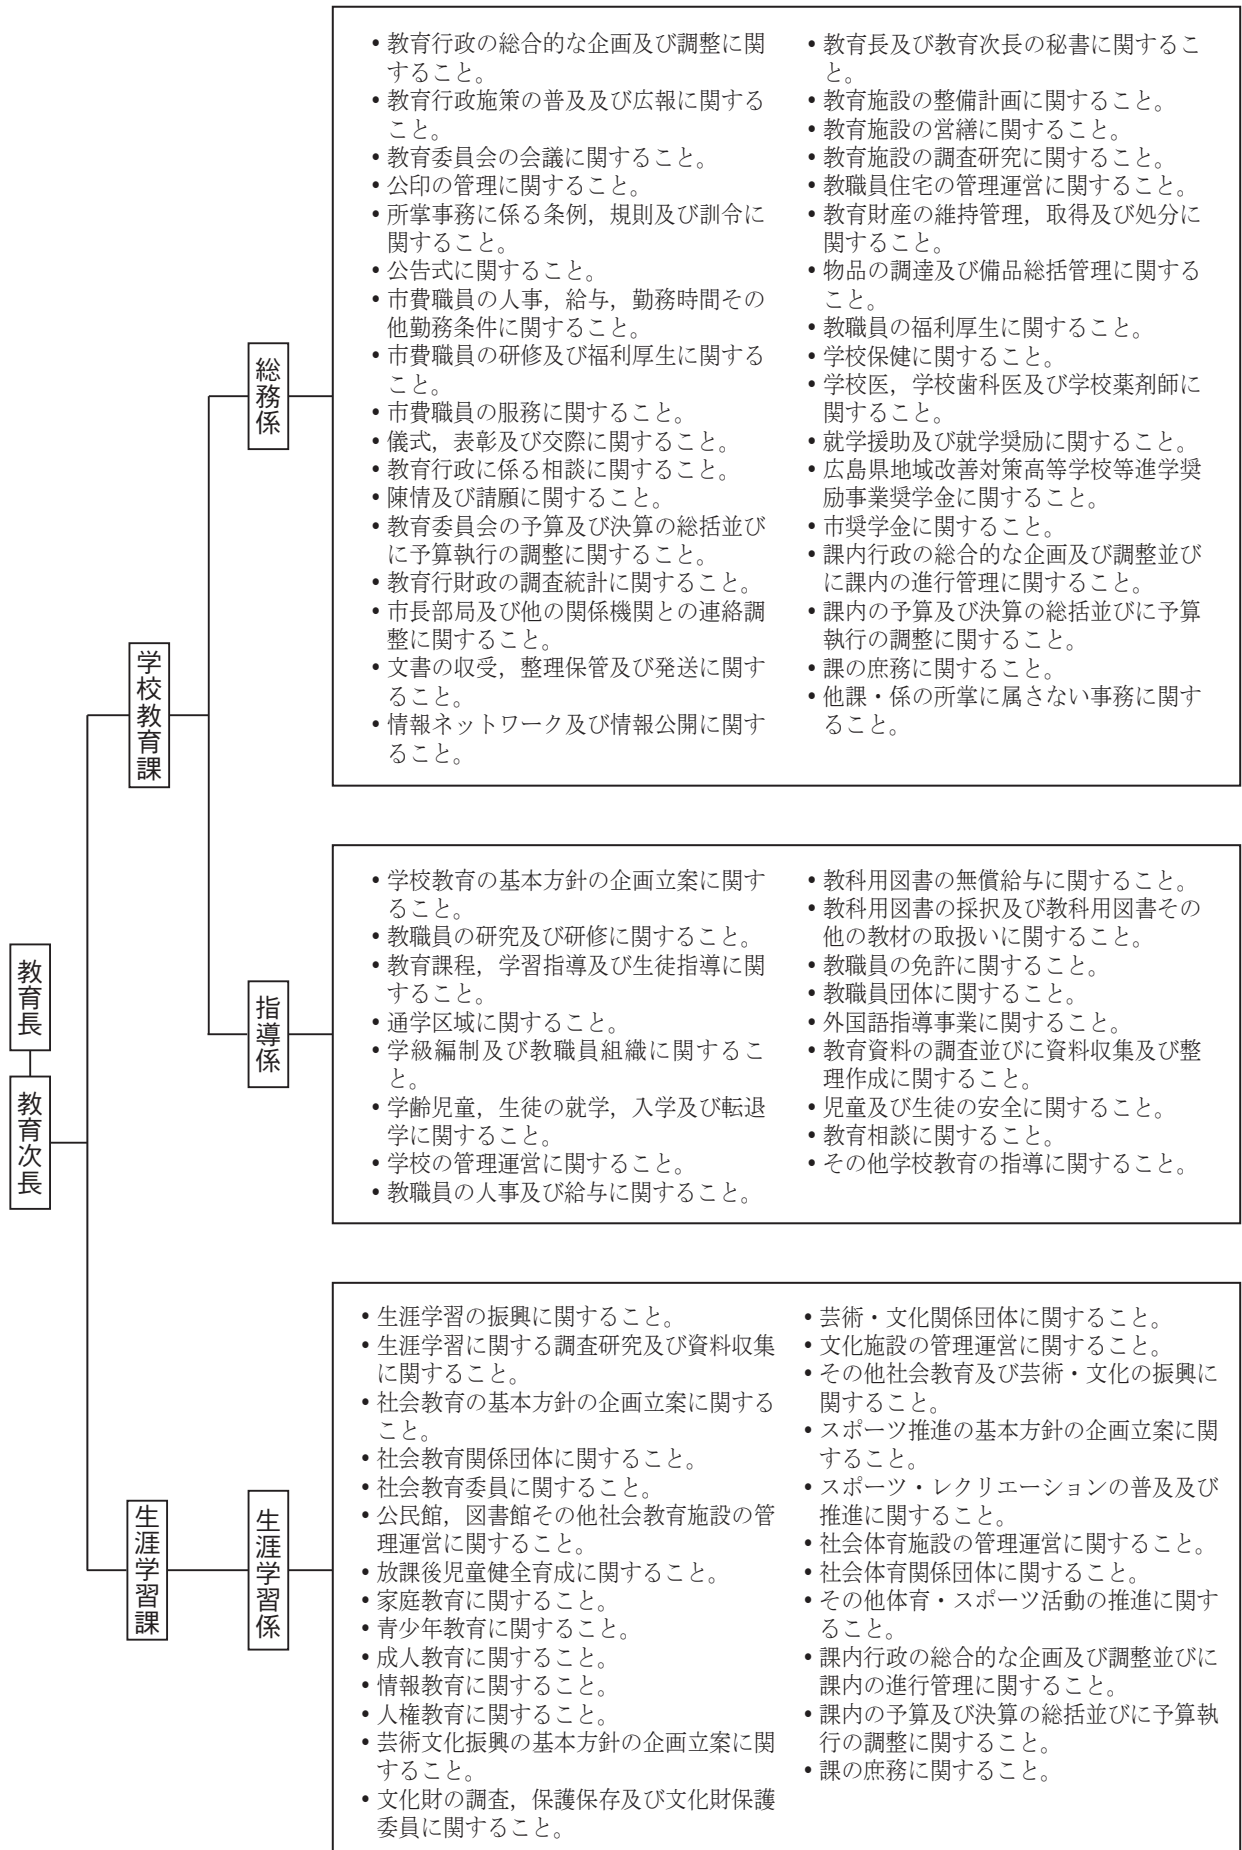 教育長
教育次長
学校教育課
総務係
・教育行政の総合的な企画及び調整に関
すること。
・教育行政施策の普及及び広報に関する
こと。
・教育委員会の会議に関すること。
・公印の管理に関すること。
・所掌事務に係る条例，規則及び訓令に
関すること。
・公告式に関すること。
・市費職員の人事，給与，勤務時間その
他勤務条件に関すること。
・市費職員の研修及び福利厚生に関する
こと。
・市費職員の服務に関すること。
・儀式，表彰及び交際に関すること。
・教育行政に係る相談に関すること。
・陳情及び請願に関すること。
・教育委員会の予算及び決算の総括並び
に予算執行の調整に関すること。
・教育行財政の調査統計に関すること。
・市長部局及び他の関係機関との連絡調
整に関すること。
・文書の収受，整理保管及び発送に関す
ること。
・情報ネットワーク及び情報公開に関す
ること。
・教育長及び教育次長の秘書に関するこ
と。
・教育施設の整備計画に関すること。
・教育施設の営繕に関すること。
・教育施設の調査研究に関すること。
・教職員住宅の管理運営に関すること。
・教育財産の維持管理，取得及び処分に
関すること。
・物品の調達及び備品総括管理に関する
こと。
・教職員の福利厚生に関すること。
・学校保健に関すること。
・学校医，学校歯科医及び学校薬剤師に
関すること。
・就学援助及び就学奨励に関すること。
・広島県地域改善対策高等学校等進学奨
励事業奨学金に関すること。
・市奨学金に関すること。
・課内行政の総合的な企画及び調整並び
に課内の進行管理に関すること。
・課内の予算及び決算の総括並びに予算
執行の調整に関すること。
・課の庶務に関すること。
・他課・係の所掌に属さない事務に関す
ること。
指導係
・学校教育の基本方針の企画立案に関す
ること。
・教職員の研究及び研修に関すること。
・教育課程，学習指導及び生徒指導に関
すること。
・通学区域に関すること。
・学級編制及び教職員組織に関するこ
と。
・学齢児童，生徒の就学，入学及び転退
学に関すること。
・学校の管理運営に関すること。
・教職員の人事及び給与に関すること。
・教科用図書の無償給与に関すること。
・教科用図書の採択及び教科用図書その
他の教材の取扱いに関すること。
・教職員の免許に関すること。
・教職員団体に関すること。
・外国語指導事業に関すること。
・教育資料の調査並びに資料収集及び整
理作成に関すること。
・児童及び生徒の安全に関すること。
・教育相談に関すること。
・その他学校教育の指導に関すること。
生涯学習課
生涯学習係
・生涯学習の振興に関すること。
・生涯学習に関する調査研究及び資料収集
に関すること。
・社会教育の基本方針の企画立案に関する
こと。
・社会教育関係団体に関すること。
・社会教育委員に関すること。
・公民館，図書館その他社会教育施設の管
理運営に関すること。
・放課後児童健全育成に関すること。
・家庭教育に関すること。
・青少年教育に関すること。
・成人教育に関すること。
・情報教育に関すること。
・人権教育に関すること。
・芸術文化振興の基本方針の企画立案に関
すること。
・文化財の調査，保護保存及び文化財保護
委員に関すること。
・芸術・文化関係団体に関すること。
・文化施設の管理運営に関すること。
・その他社会教育及び芸術・文化の振興に
関すること。
・スポーツ推進の基本方針の企画立案に関
すること。
・スポーツ・レクリエーションの普及及び
推進に関すること。
・社会体育施設の管理運営に関すること。
・社会体育関係団体に関すること。
・その他体育・スポーツ活動の推進に関す
ること。
・課内行政の総合的な企画及び調整並びに
課内の進行管理に関すること。
・課内の予算及び決算の総括並びに予算執
行の調整に関すること。
・課の庶務に関すること。